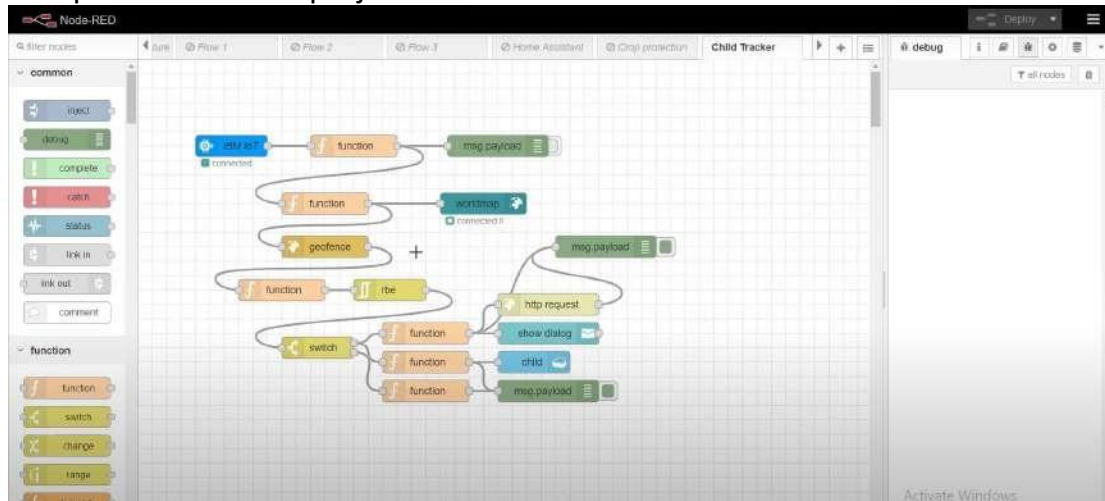 Node-RED
Deploy
filter nodes
Flow 1
Flow 2
Flow 3
Home Assistant
Crop protection
Child Tracker
debug
i
all nodes
common
inject
debug
complete
catch
status
link in
link out
comment
function
function
switch
change
range
IBM IoT
connected
function
msg.payload
function
worldmap
geofence
msg.payload
function
rbe
http request
switch
function
show dialog
function
child
function
msg.payload
Activate Windows